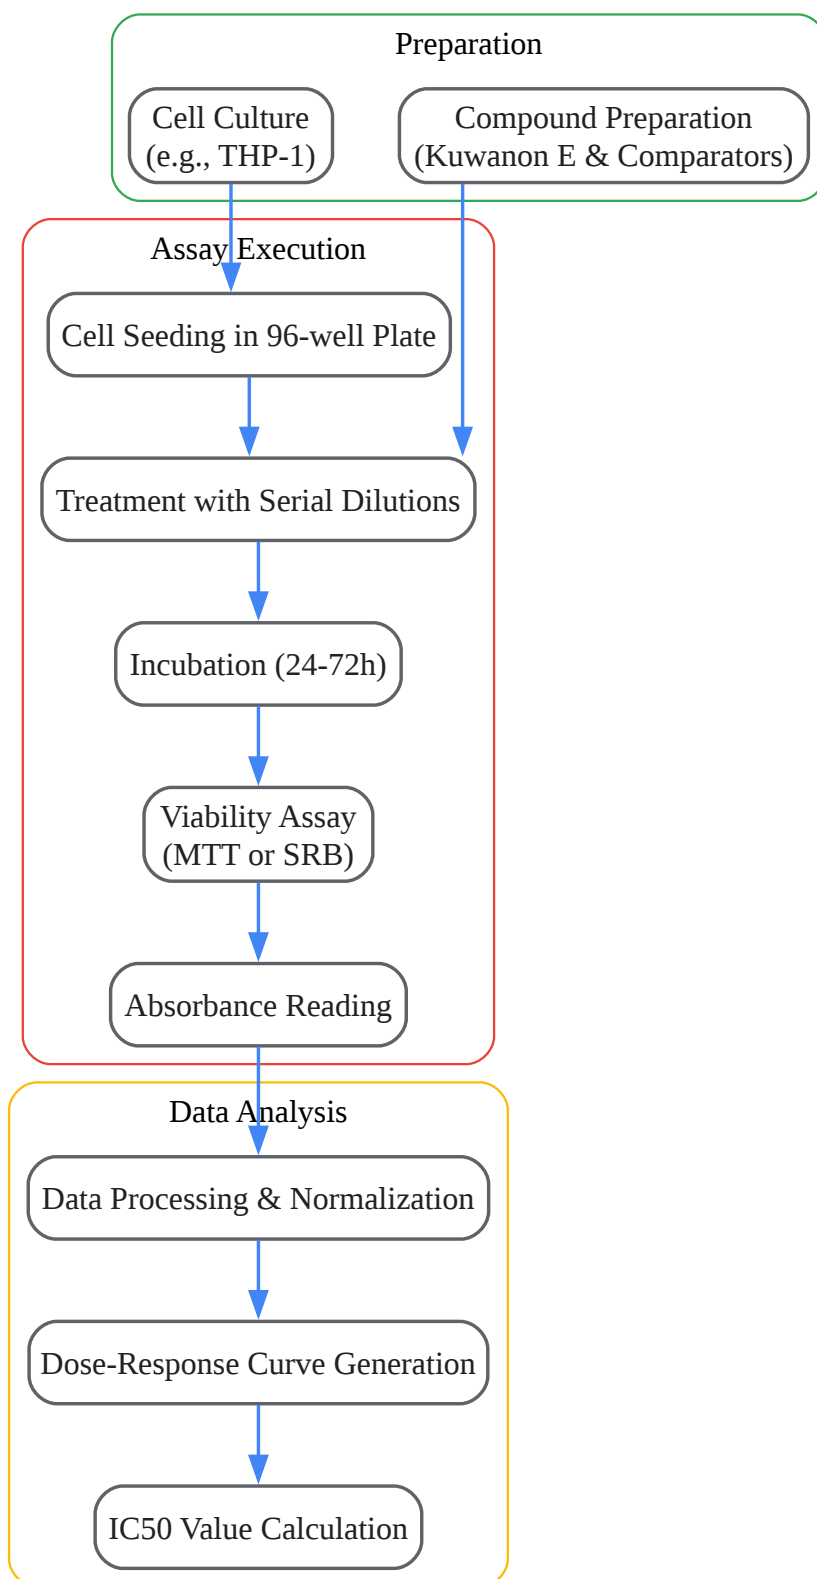 Preparation
Cell Culture
(e.g., THP-1)
Compound Preparation
(Kuwanon E & Comparators)
Assay Execution
Cell Seeding in 96-well Plate
Treatment with Serial Dilutions
Incubation (24-72h)
Viability Assay
(MTT or SRB)
Absorbance Reading
Data Analysis
Data Processing & Normalization
Dose-Response Curve Generation
IC50 Value Calculation